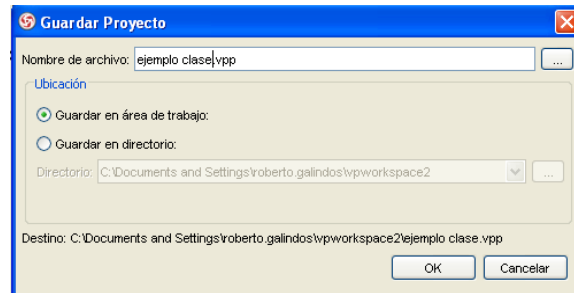 Guardar Proyecto
Nombre de archivo: ejemplo clase.vpp ...
Ubicación
Guardar en área de trabajo:
Guardar en directorio:
Directorio: C:\Documents and Settings\roberto.galindos\vpworkspace2 ...
Destino: C:\Documents and Settings\roberto.galindos\vpworkspace2\ejemplo clase.vpp
OK Cancelar